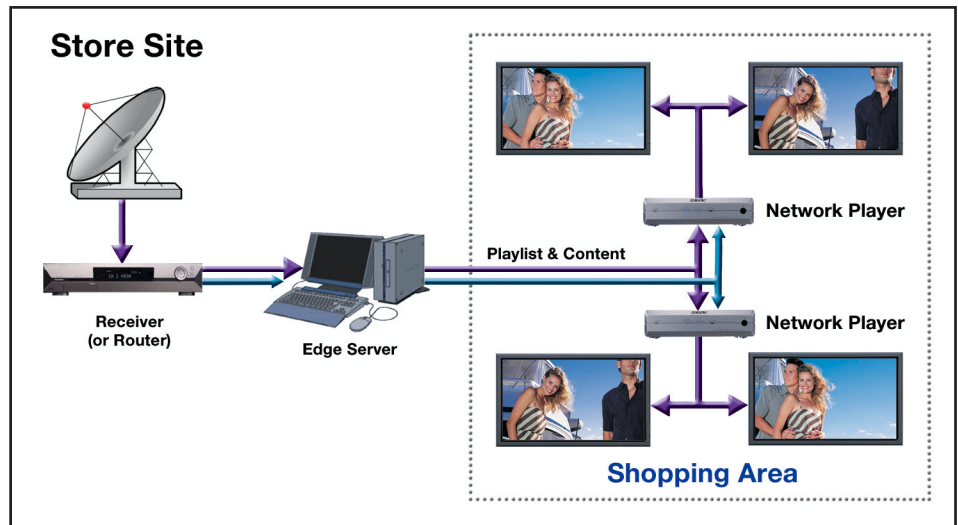 Store Site
Network Player
Playlist & Content
Receiver
(or Router)
Edge Server
Network Player
Shopping Area